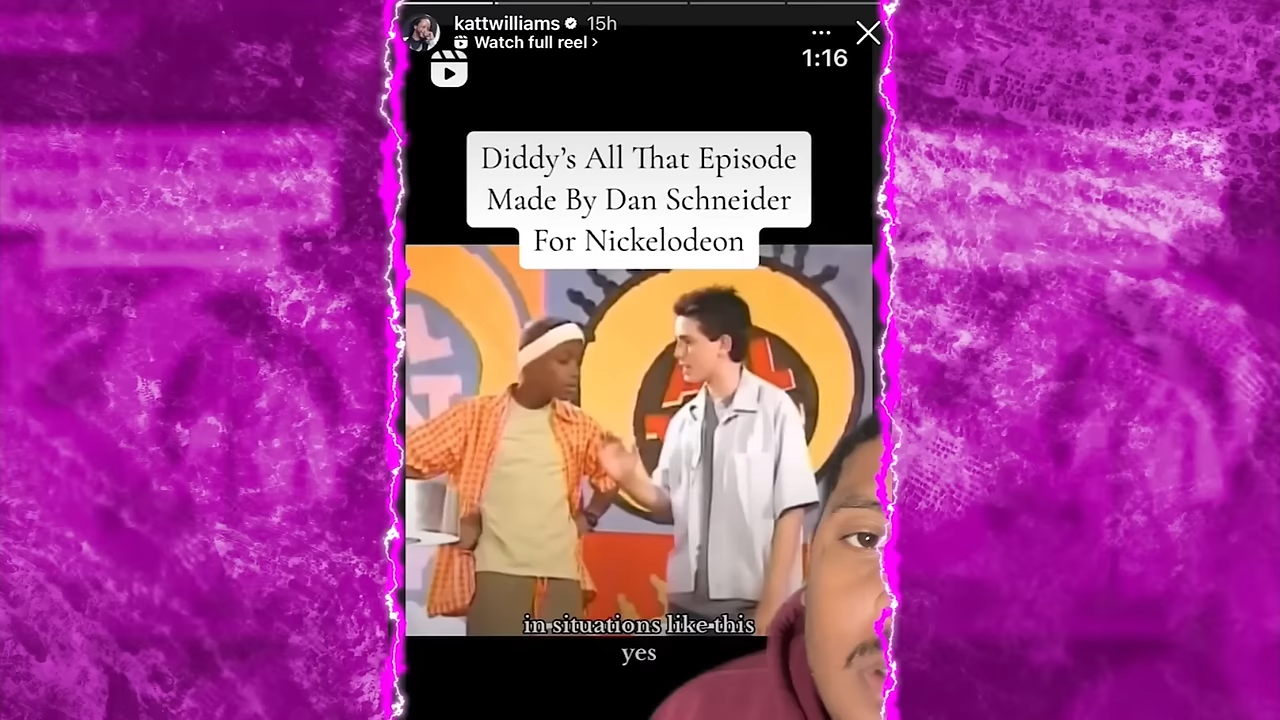 kattwilliams 15h
Watch full reel >
1:16
Diddy's All That Episode
Made By Dan Schneider
For Nickelodeon
in situations like this
yes